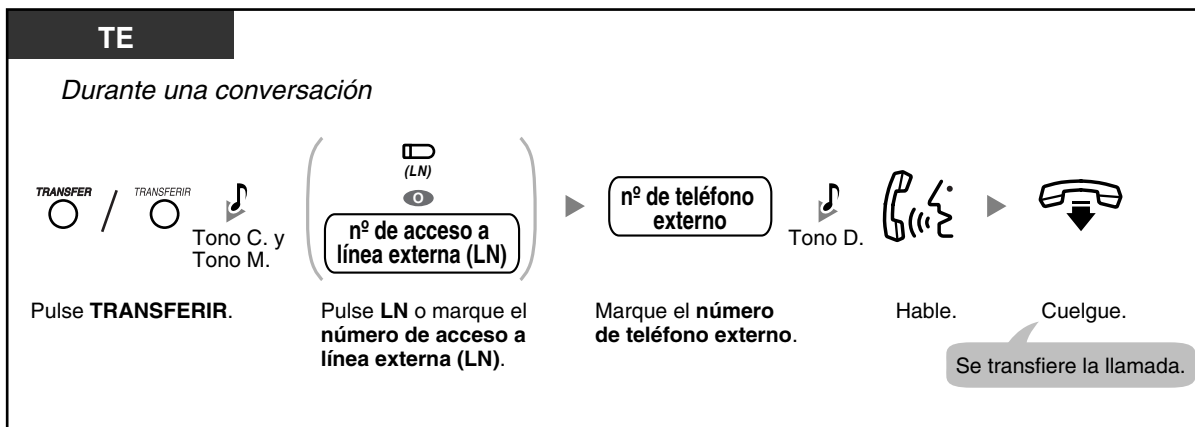 TE
Durante una conversación
TRANSFER
TRANSFERIR
Tono C. y
Tono M.
(LN)
O
nº de acceso a
línea externa (LN)
nº de teléfono
externo
Tono D.
Pulse TRANSFERIR.
Pulse LN o marque el
número de acceso a
línea externa (LN).
Marque el número
de teléfono externo.
Hable.
Cuelgue.
Se transfiere la llamada.